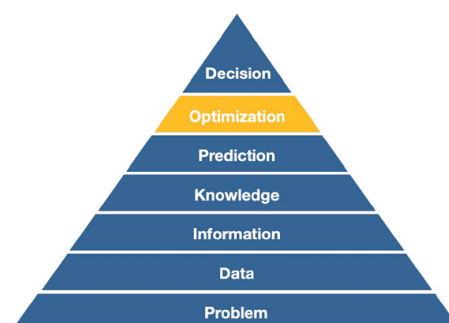 Decision
Optimization
Prediction
Knowledge
Information
Data
Problem